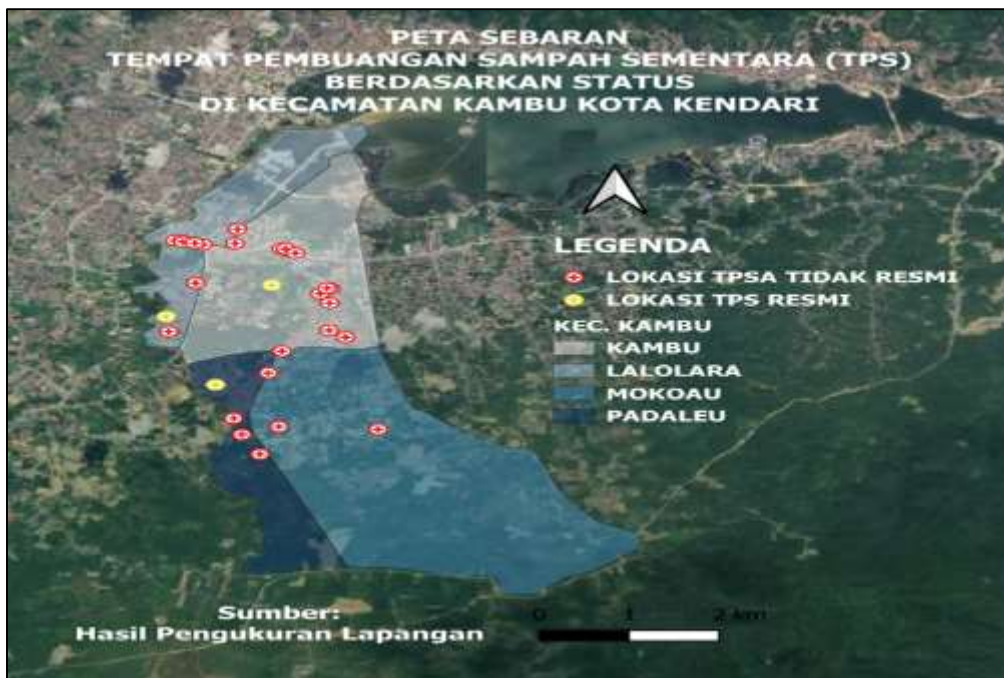 PETA SEBARAN
TEMPAT PEMBUANGAN SAMPAH SEMENTARA (TPS)
BERDASARKAN STATUS
DI KECAMATAN KAMBU KOTA KENDARI
LEGENDA
LOKASI TPSA TIDAK RESMI
LOKASI TPS RESMI
KEC. KAMBU
KAMBU
LALOLARA
MOKOAU
PADALEU
Sumber:
Hasil Pengukuran Lapangan
0 1 2 km